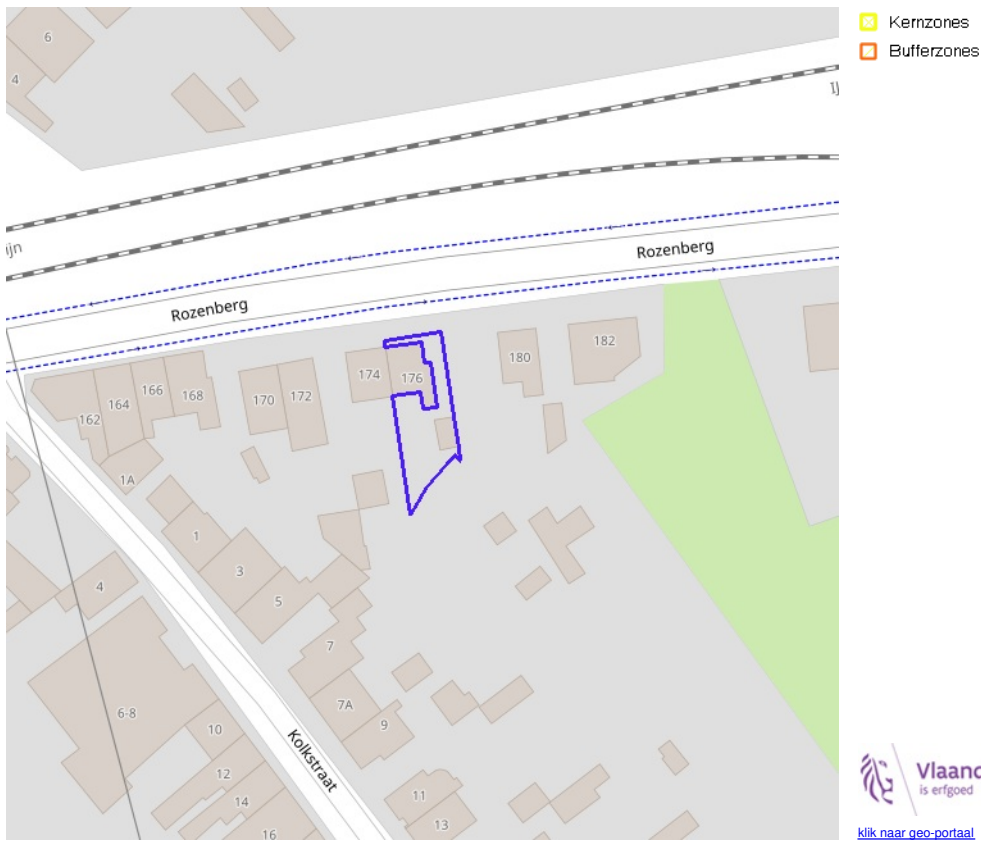 Kernzones
Bufferzones
6
4
IJ
ijn
Rozenberg
Rozenberg
182
180
174
176
166
168
164
162
170
172
1A
1
3
4
5
7
7A
9
6-8
10
Kolkstraat
12
14
11
13
16
Vlaand
is erfgoed
klik naar geo-portaal